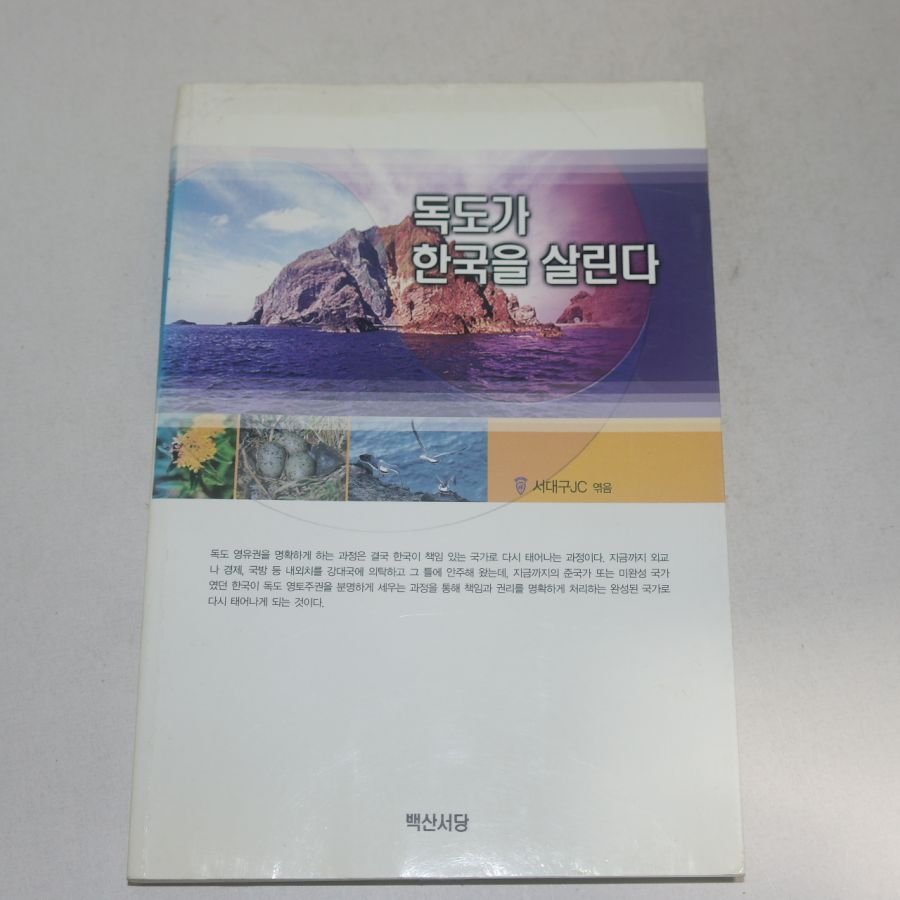 독도가
한국을 살린다
서대구JC 엮음
독도 영유권을 명확하게 하는 과정은 결국 한국이 책임 있는 국가로 다시 태어나는 과정이다. 지금까지 외교
나 경제, 국방 등 내외치를 강대국에 의탁하고 그 틀에 안주해 왔는데, 지금까지의 준국가 또는 미완성 국가
였던 한국이 독도 영토주권을 분명하게 세우는 과정을 통해 책임과 권리를 명확하게 처리하는 완성된 국가로
다시 태어나게 되는 것이다.
백산서당